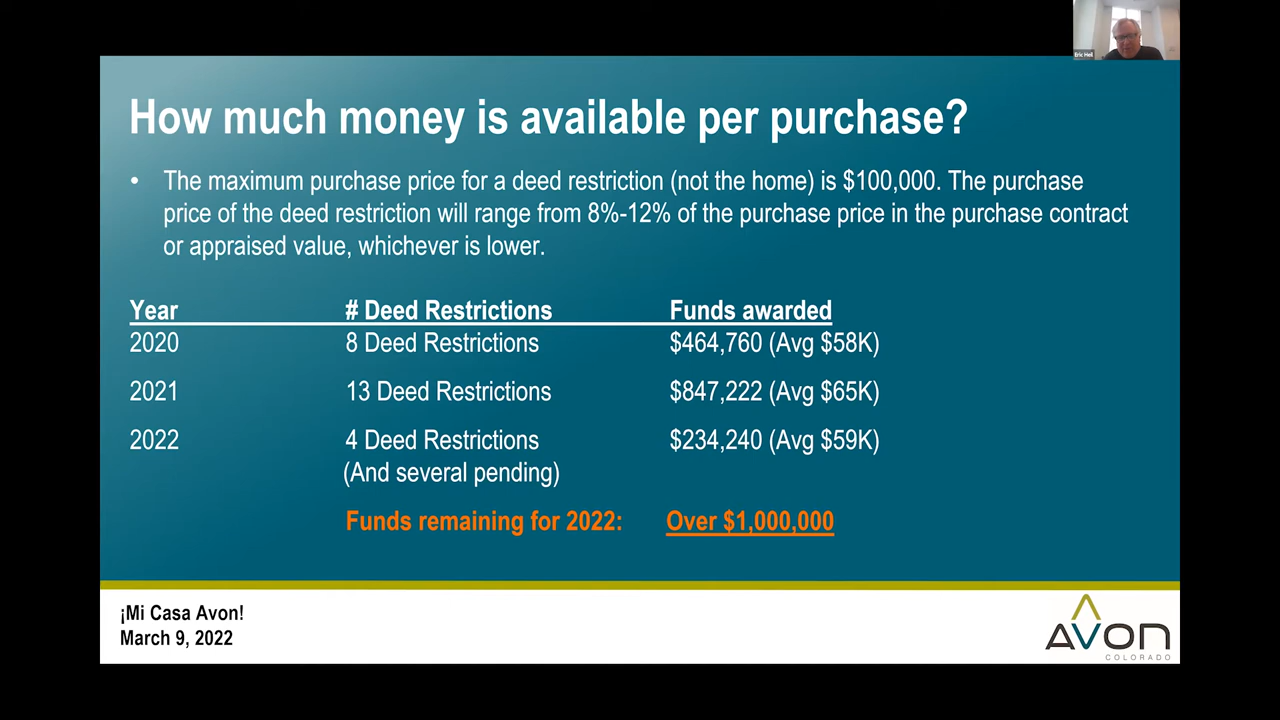 Eric Heil
How much money is available per purchase?
• The maximum purchase price for a deed restriction (not the home) is $100,000. The purchase
price of the deed restriction will range from 8%-12% of the purchase price in the purchase contract
or appraised value, whichever is lower.
Year # Deed Restrictions Funds awarded
2020 8 Deed Restrictions $464,760 (Avg $58K)
2021 13 Deed Restrictions $847,222 (Avg $65K)
2022 4 Deed Restrictions $234,240 (Avg $59K)
(And several pending)
Funds remaining for 2022: Over $1,000,000
¡Mi Casa Avon!
March 9, 2022
AVON
COLORADO